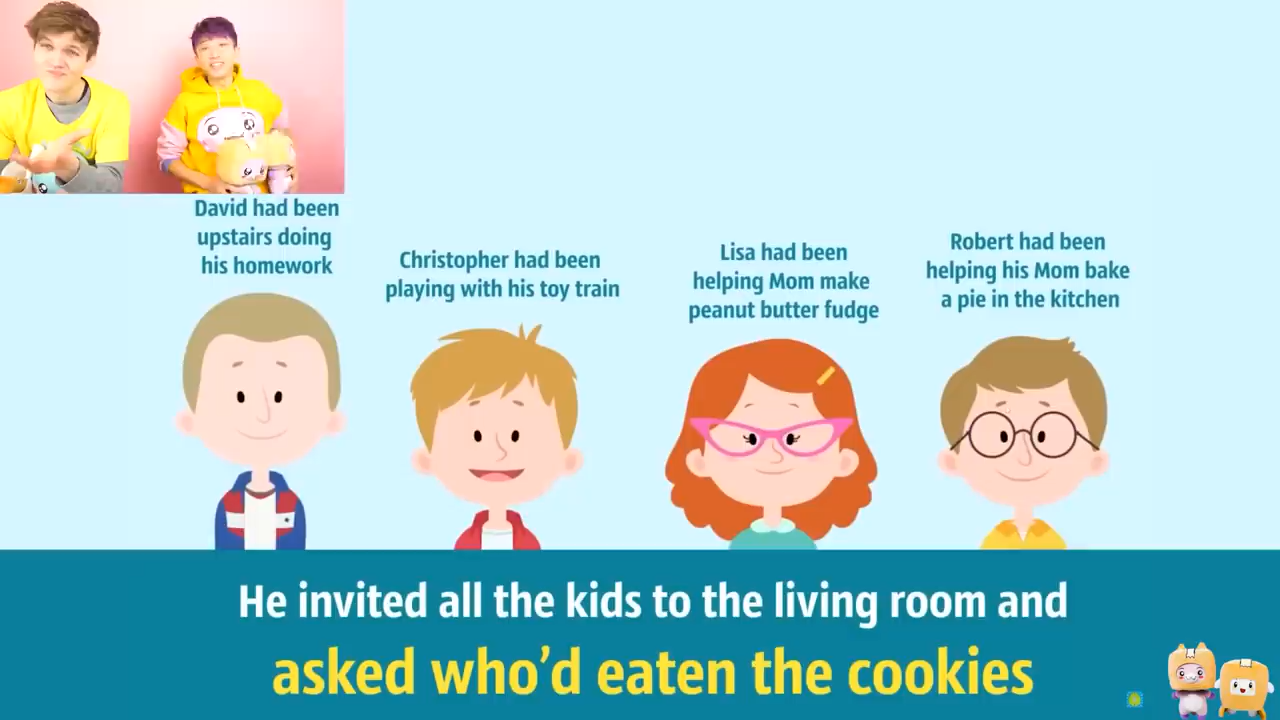 David had been
upstairs doing
his homework
Christopher had been
playing with his toy train
Lisa had been
helping Mom make
peanut butter fudge
Robert had been
helping his Mom bake
a pie in the kitchen
He invited all the kids to the living room and
asked who’d eaten the cookies